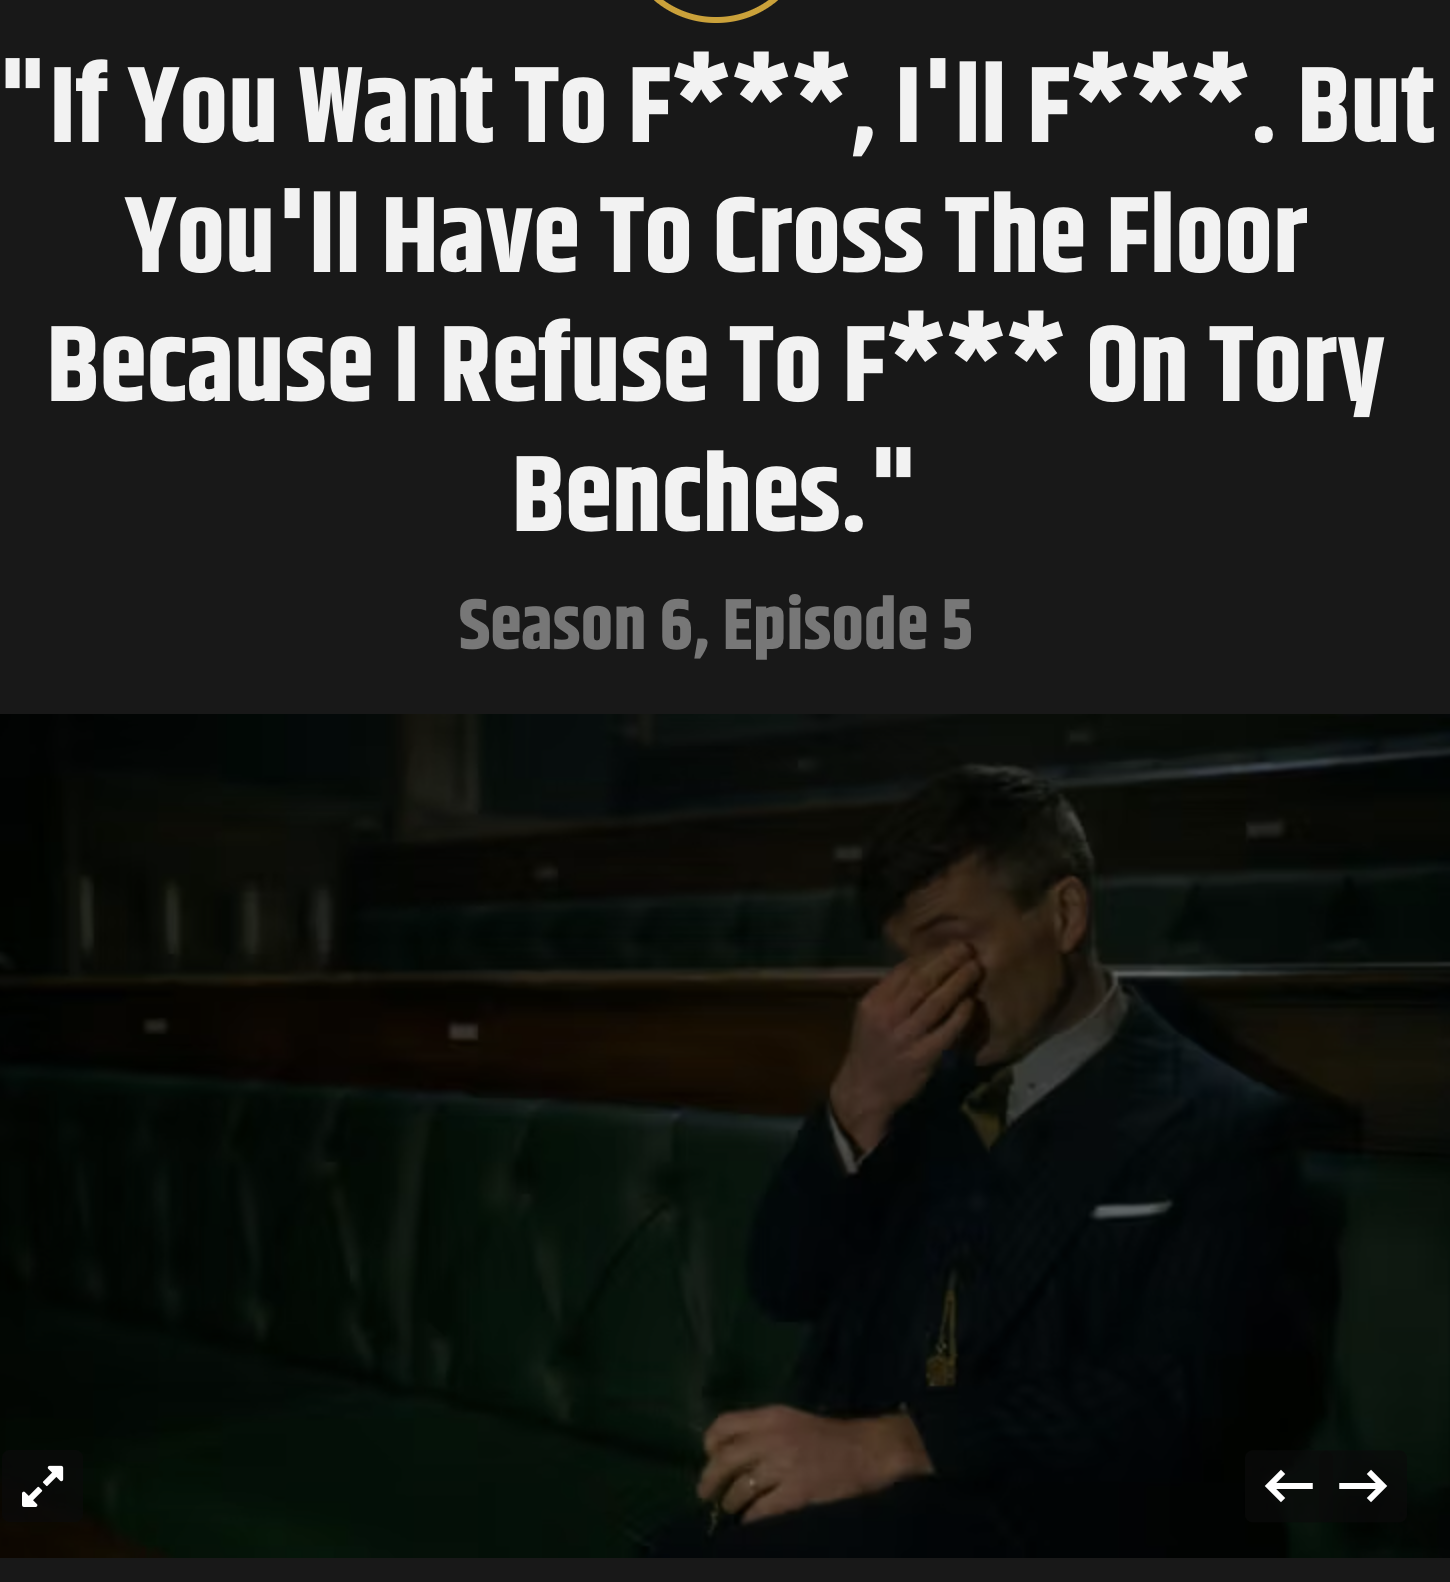 "If You Want To F***, I'll F***. But
You'll Have To Cross The Floor
Because I Refuse To F*** On Tory
Benches."
Season 6, Episode 5